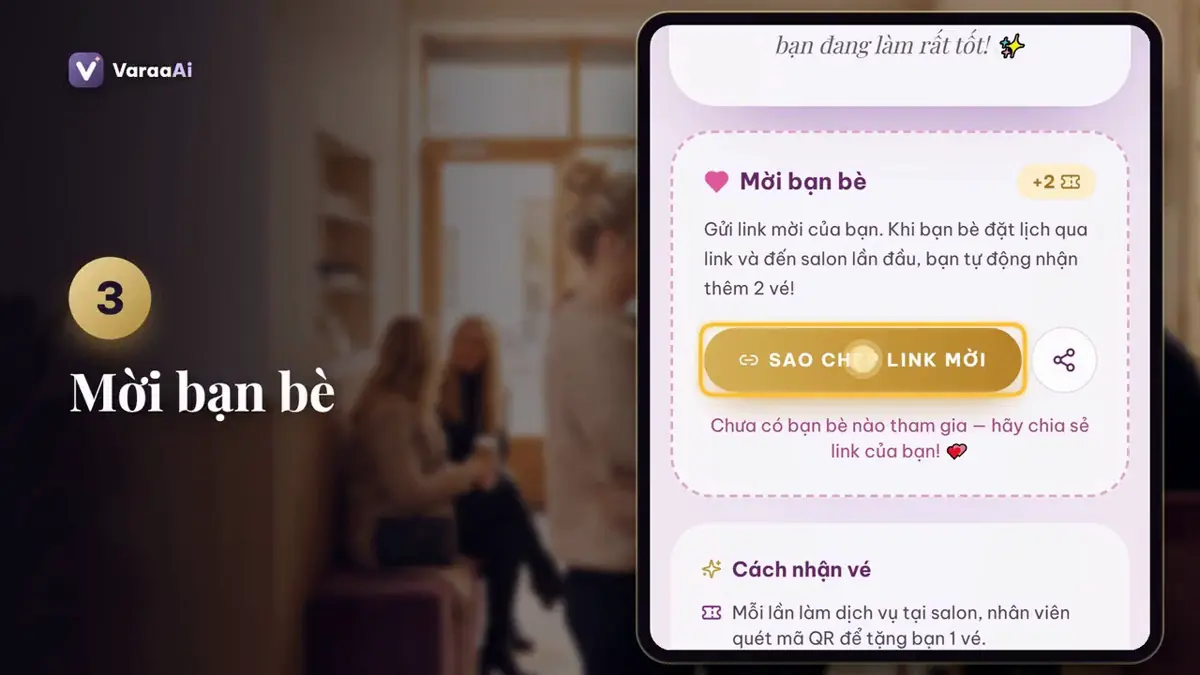 VaraaAi
3
Mời bạn bè
bạn đang làm rất tốt!
Mời bạn bè
+2
Gửi link mời của bạn. Khi bạn bè đặt lịch qua
link và đến salon lần đầu, bạn tự động nhận
thêm 2 vé!
SAO CHÉP LINK MỜI
Chưa có bạn bè nào tham gia — hãy chia sẻ
link của bạn!
Cách nhận vé
Mỗi lần làm dịch vụ tại salon, nhân viên
quét mã QR để tặng bạn 1 vé.